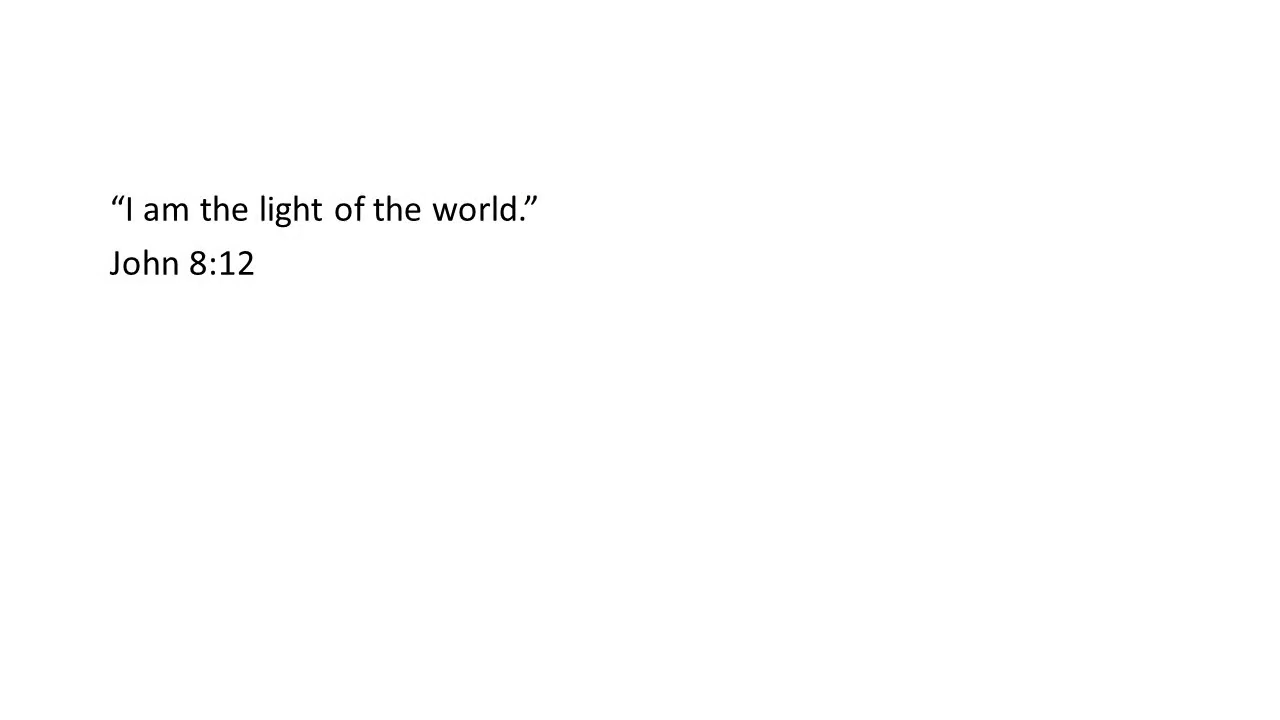 “I am the light of the world.”
John 8:12